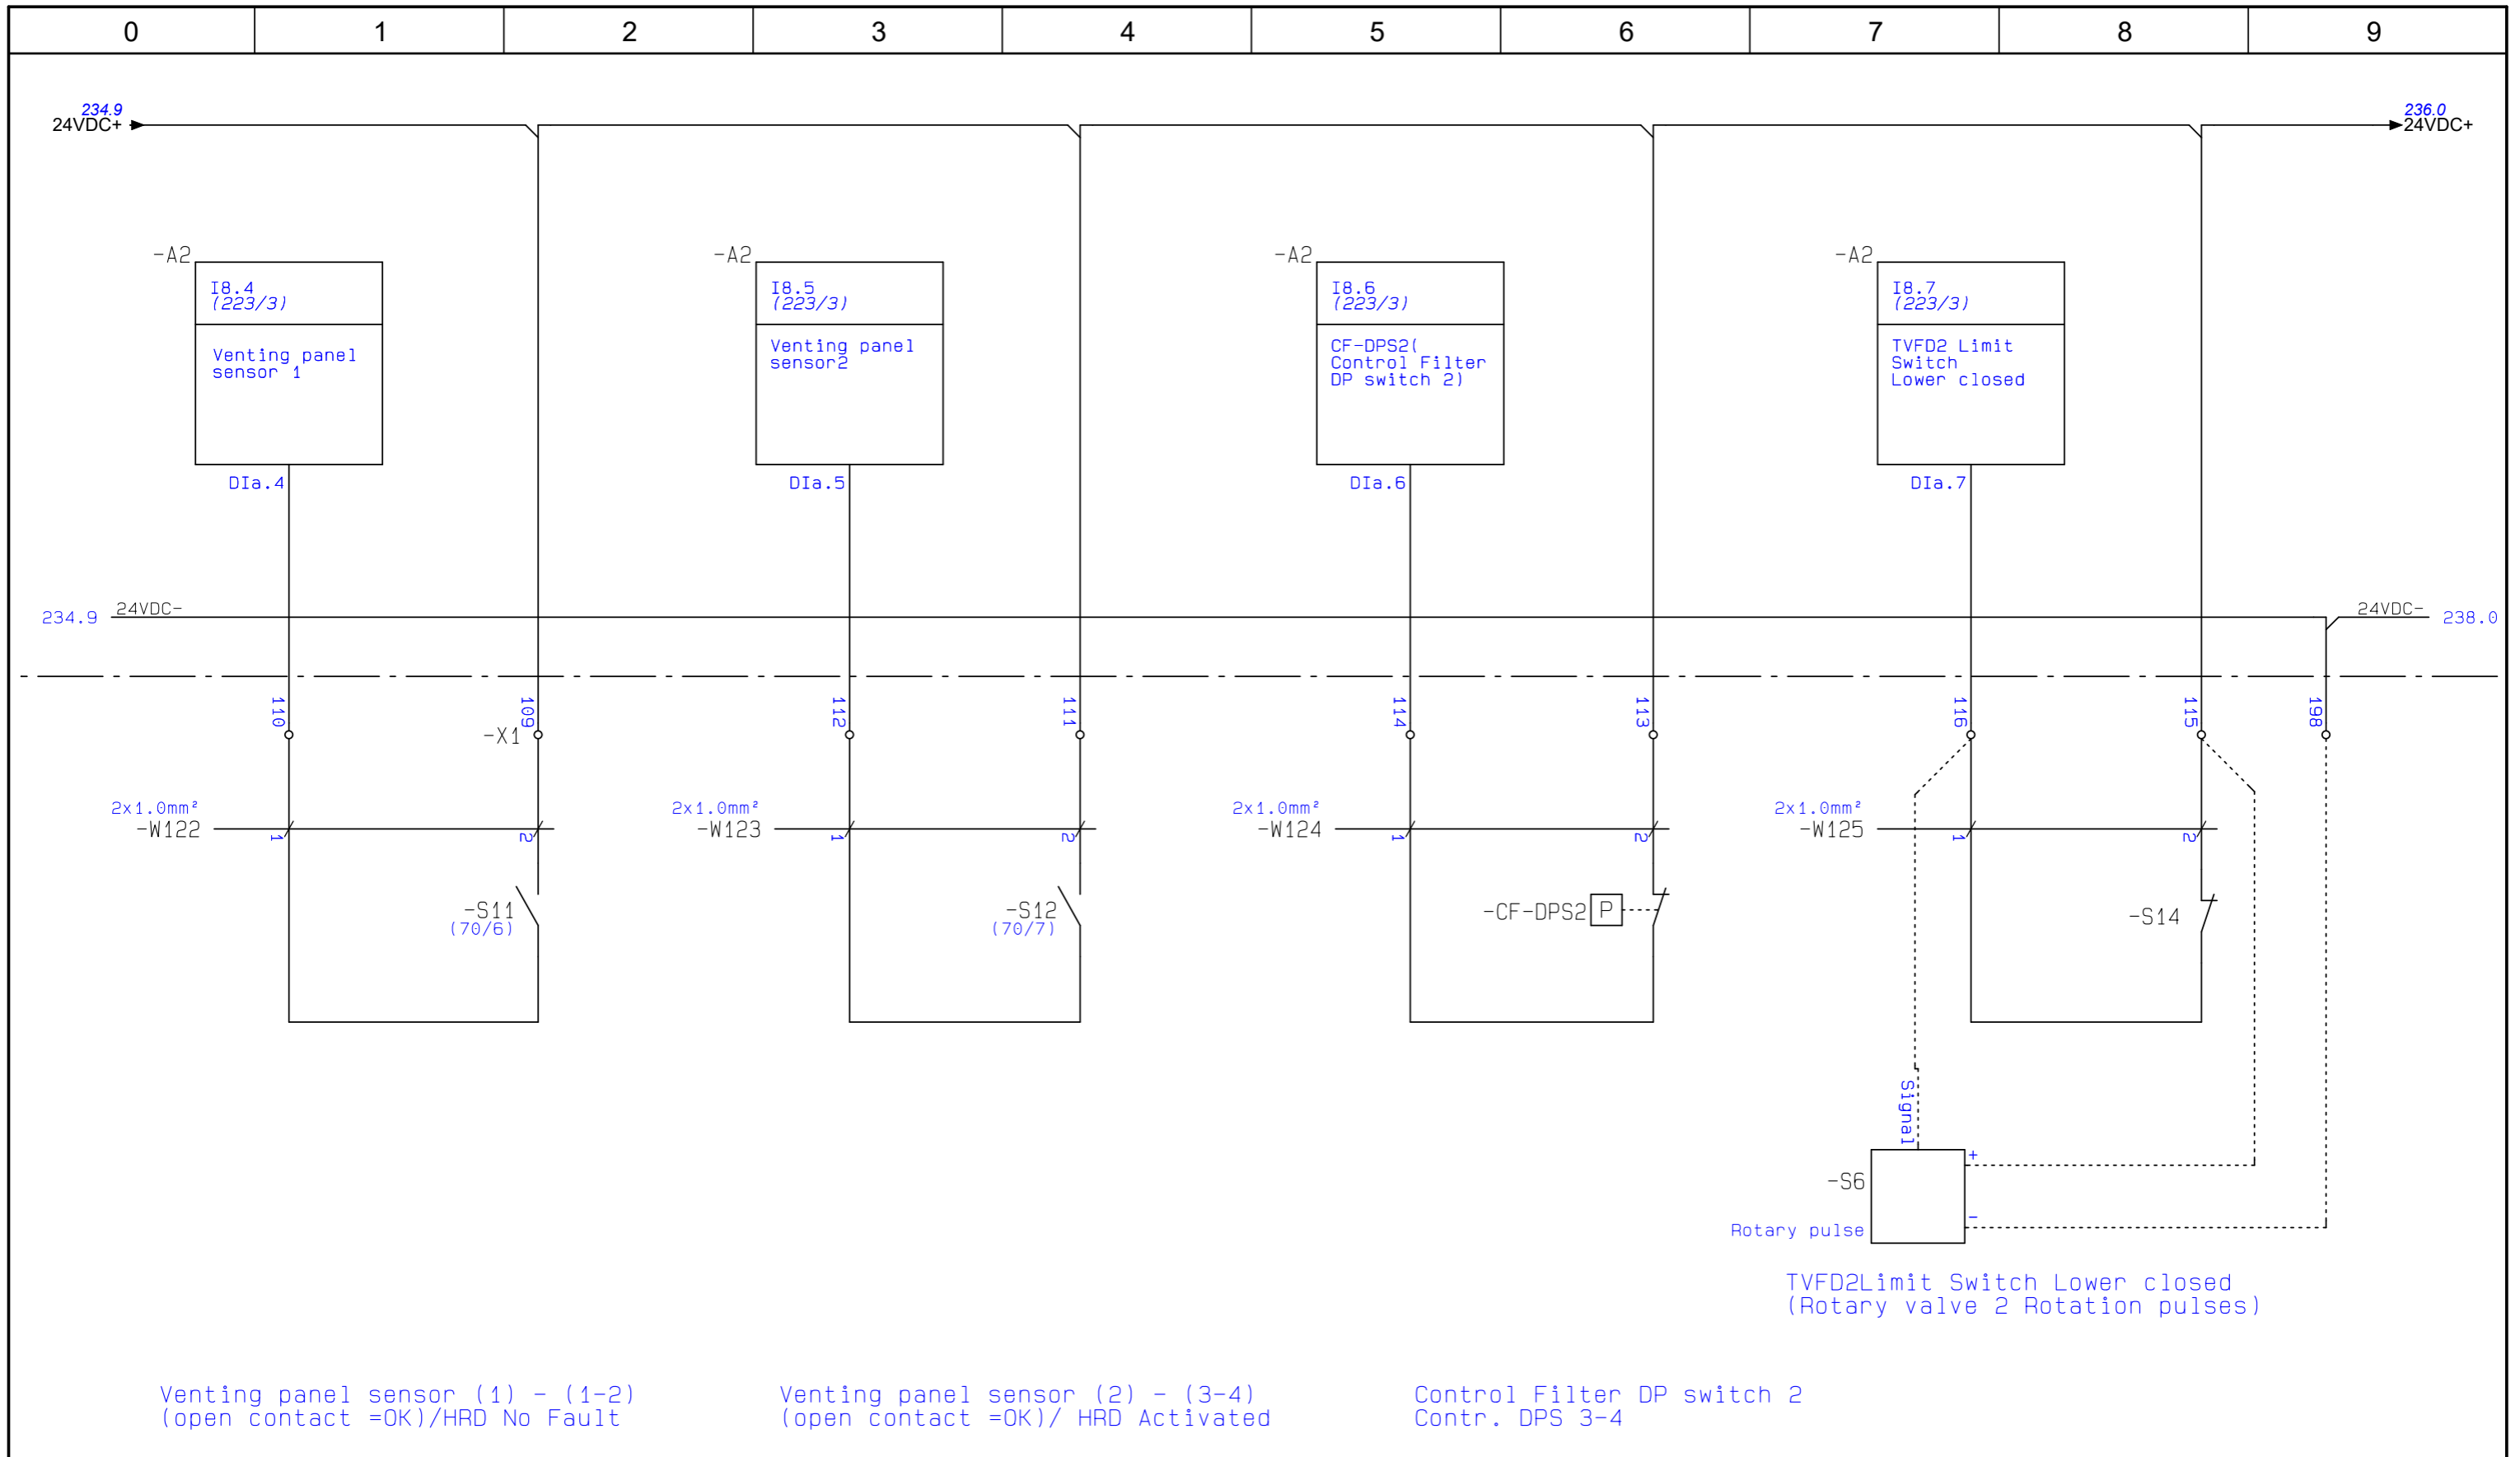 0 1 2 3 4 5 6 7 8 9
234.9
24VDC+
236.0
24VDC+
-A2
I8.4
(223/3)
Venting panel
sensor 1
DIa.4
-A2
I8.5
(223/3)
Venting panel
sensor2
DIa.5
-A2
I8.6
(223/3)
CF-DPS2(
Control Filter
DP switch 2)
DIa.6
-A2
I8.7
(223/3)
TVFD2 Limit
Switch
Lower closed
DIa.7
234.9 24VDC-
24VDC- 238.0
110 109 112 111 114 113 116 115 198
-X1
2x1.0mm²
-W122 1 2
2x1.0mm²
-W123 1 2
2x1.0mm²
-W124 1 2
2x1.0mm²
-W125 1 2
-S11
(70/6)
-S12
(70/7)
-CF-DPS2 P
-S14
Signal
+
-S6
-
Rotary pulse
TVFD2Limit Switch Lower closed
(Rotary valve 2 Rotation pulses)
Venting panel sensor (1) - (1-2)
(open contact =OK)/HRD No Fault
Venting panel sensor (2) - (3-4)
(open contact =OK)/ HRD Activated
Control Filter DP switch 2
Contr. DPS 3-4